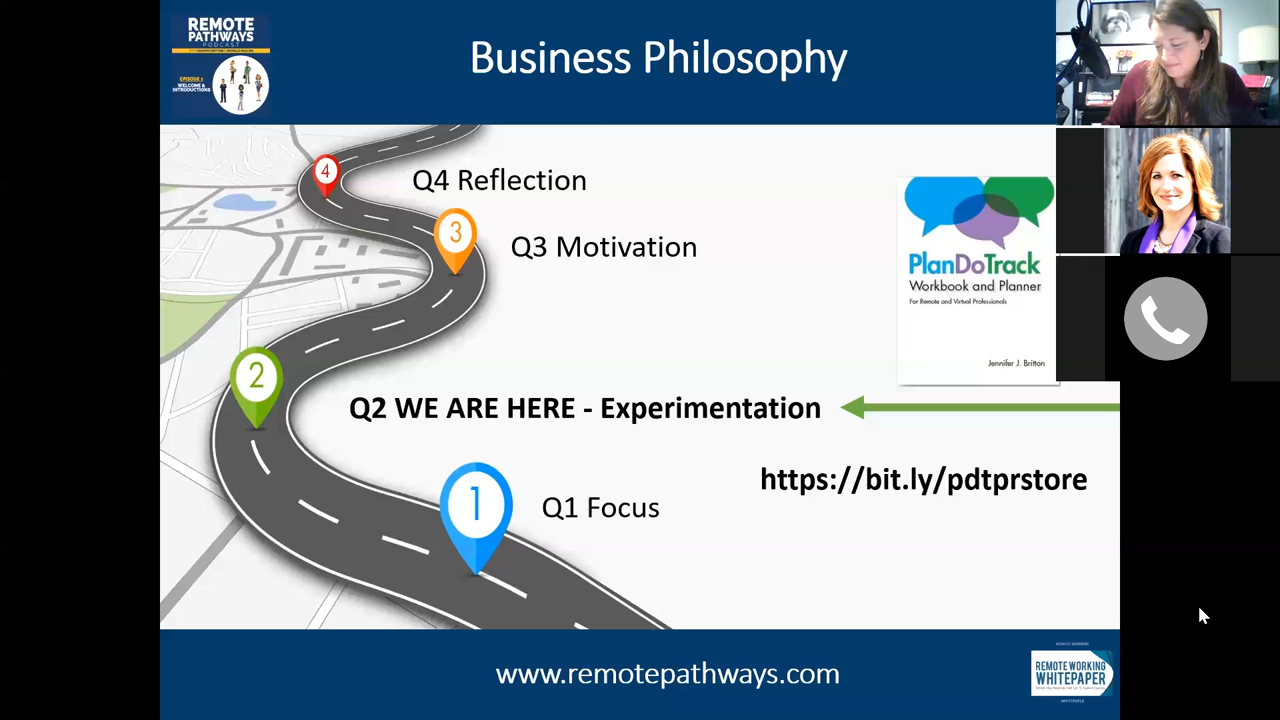 REMOTE
PATHWAYS
PODCAST
EPISODE 1
WELCOME &
INTRODUCTIONS
Business Philosophy
4
Q4 Reflection
3
Q3 Motivation
PlanDoTrack
Workbook and Planner
For Remote and Virtual Professionals
Jennifer J. Britton
2
Q2 WE ARE HERE - Experimentation
https://bit.ly/pdtprstore
1
Q1 Focus
www.remotepathways.com
REMOTE WORKING
WHITEPAPER